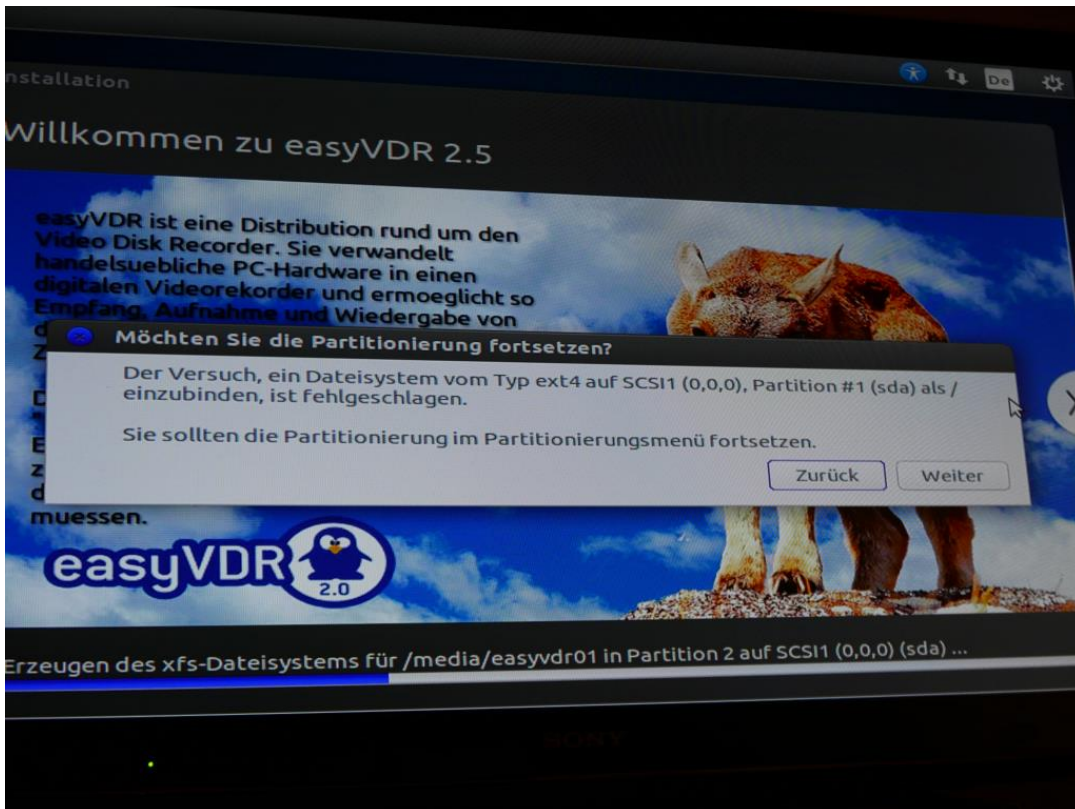 nstallation
De
Willkommen zu easyVDR 2.5
easyVDR ist eine Distribution rund um den
Video Disk Recorder. Sie verwandelt
handelsuebliche PC-Hardware in einen
digitalen Videorekorder und ermoeglicht so
Empfang, Aufnahme und Wiedergabe von
Möchten Sie die Partitionierung fortsetzen?
Der Versuch, ein Dateisystem vom Typ ext4 auf SCSI1 (0,0,0), Partition #1 (sda) als /
einzubinden, ist fehlgeschlagen.
Sie sollten die Partitionierung im Partitionierungsmenü fortsetzen.
Zurück Weiter
muessen.
easyVDR
2.0
Erzeugen des xfs-Dateisystems für /media/easyvdr01 in Partition 2 auf SCSI1 (0,0,0) (sda) ...
SONY